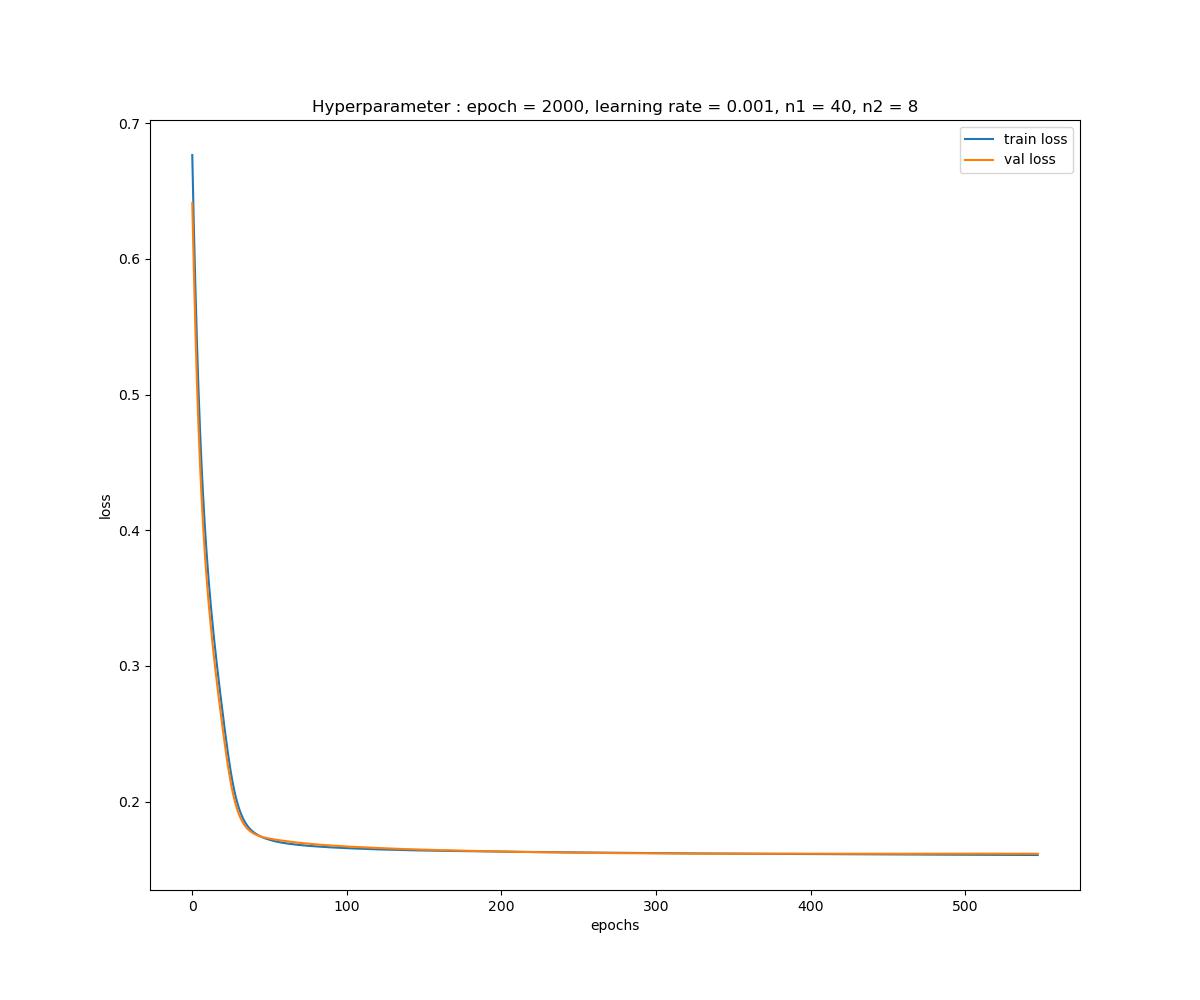 Hyperparameter : epoch = 2000, learning rate = 0.001, n1 = 40, n2 = 8
train loss
val loss
0.7
0.6
0.5
0.4
0.3
0.2
loss
0 100 200 300 400 500
epochs